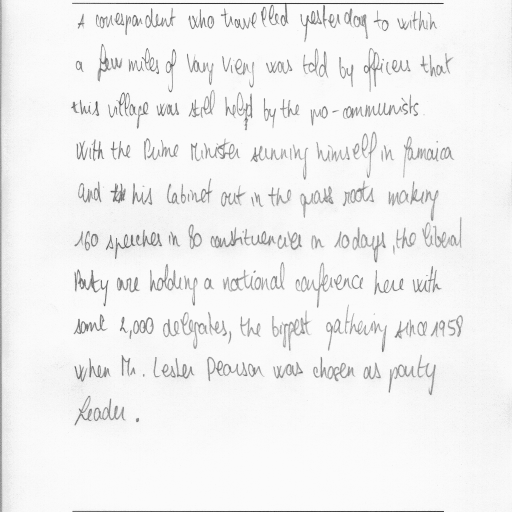 A correspondent who travelled yesterday to within
a few miles of Vang Vieng was told by officers that
this village was still held by the pro-communists.
With the Prime Minister sunning himself in Jamaica
and his Cabinet out in the grass roots making
160 speeches in 80 constituencies in 10 days, the Liberal
Party are holding a national conference here with
some 2,000 delegates, the biggest gathering since 1958
when Mr. Lester Pearson was chosen as party
leader.